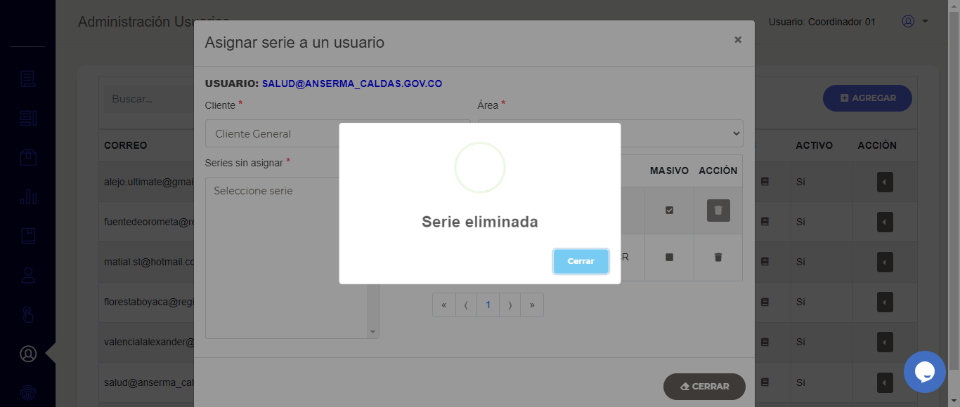 Administración Usuarios
Usuario: Coordinador 01
Asignar serie a un usuario
×
USUARIO: SALUD@ANSERMA_CALDAS.GOV.CO
Cliente *
Área *
Buscar...
AGREGAR
Cliente General
CORREO
ACTIVO
ACCIÓN
Series sin asignar *
MASIVO
ACCIÓN
Seleccione serie
alejo.ultimate@gmai
Si
Serie eliminada
fuentedeorometa@re
Si
Cerrar
CR
matial.st@hotmail.co
Si
florestaboyaca@regi
« ⟨ 1 ⟩ »
Si
valencialalexander@
Si
salud@anserma_cal
CERRAR
Si